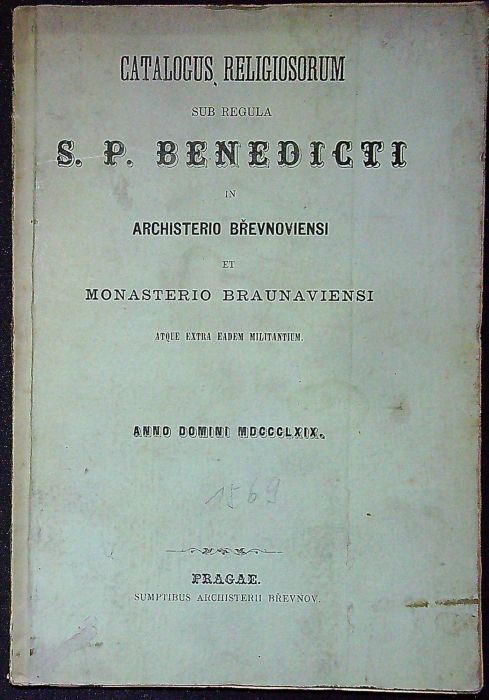 CATALOGUS RELIGIOSORUM
SUB REGULA
S. P. BENEDICTI
IN
ARCHISTERIO BŘEVNOVIENSI
ET
MONASTERIO BRAUNAVIENSI
ATQUE EXTRA EADEM MILITANTIUM.
ANNO DOMINI MDCCCLXIX.
1569
PRAGAE.
SUMPTIBUS ARCHISTERII BŘEVNOV.